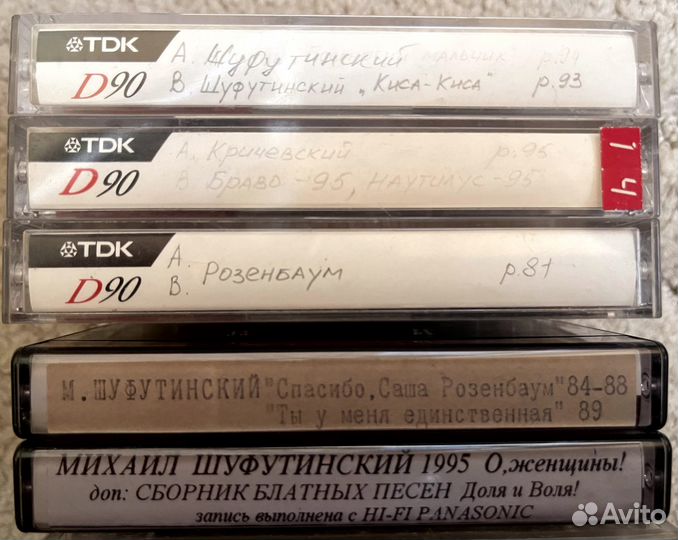 TDK
A. Шуфутинский мальчик р.94
D90
B. Шуфутинский „Киса-Киса" р.93
TDK
A. Кричевский р.95
D90
B. Браво-95, Наутилус-95
14
TDK
A.
D90
B. Розенбаум р.81
М.ШУФУТИНСКИЙ "Спасибо,Саша Розенбаум" 84-88
"Ты у меня единственная" 89
МИХАИЛ ШУФУТИНСКИЙ 1995 О,женщины!
доп: СБОРНИК БЛАТНЫХ ПЕСЕН Доля и Воля!
запись выполнена с HI-FI PANASONIC
Avito